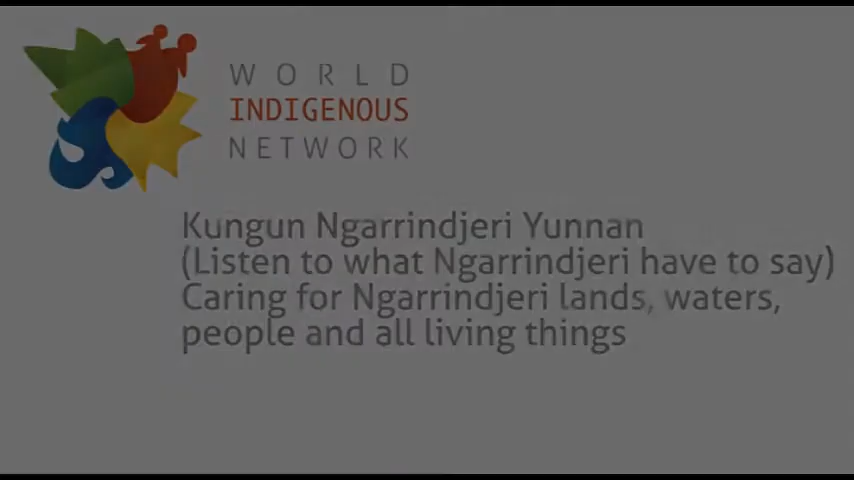 WORLD
INDIGENOUS
NETWORK
Kungun Ngarrindjeri Yunnan
(Listen to what Ngarrindjeri have to say)
Caring for Ngarrindjeri lands, waters,
people and all living things